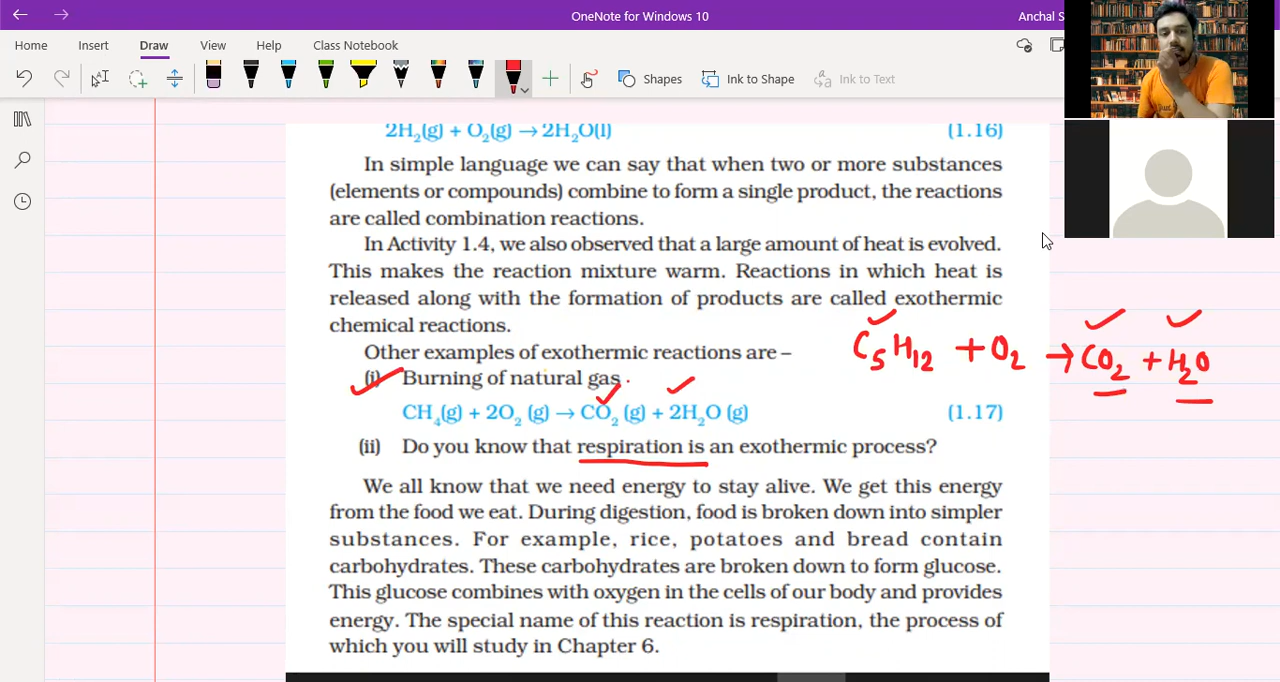 OneNote for Windows 10
Anchal S
Home Insert Draw View Help Class Notebook
Shapes Ink to Shape Ink to Text
2H₂(g) + O₂(g) → 2H₂O(l) (1.16)
In simple language we can say that when two or more substances
(elements or compounds) combine to form a single product, the reactions
are called combination reactions.
In Activity 1.4, we also observed that a large amount of heat is evolved.
This makes the reaction mixture warm. Reactions in which heat is
released along with the formation of products are called exothermic
chemical reactions.
C₅H₁₂ + O₂ → CO₂ + H₂O
Other examples of exothermic reactions are –
(i) Burning of natural gas
CH₄(g) + 2O₂ (g) → CO₂ (g) + 2H₂O (g) (1.17)
(ii) Do you know that respiration is an exothermic process?
We all know that we need energy to stay alive. We get this energy
from the food we eat. During digestion, food is broken down into simpler
substances. For example, rice, potatoes and bread contain
carbohydrates. These carbohydrates are broken down to form glucose.
This glucose combines with oxygen in the cells of our body and provides
energy. The special name of this reaction is respiration, the process of
which you will study in Chapter 6.